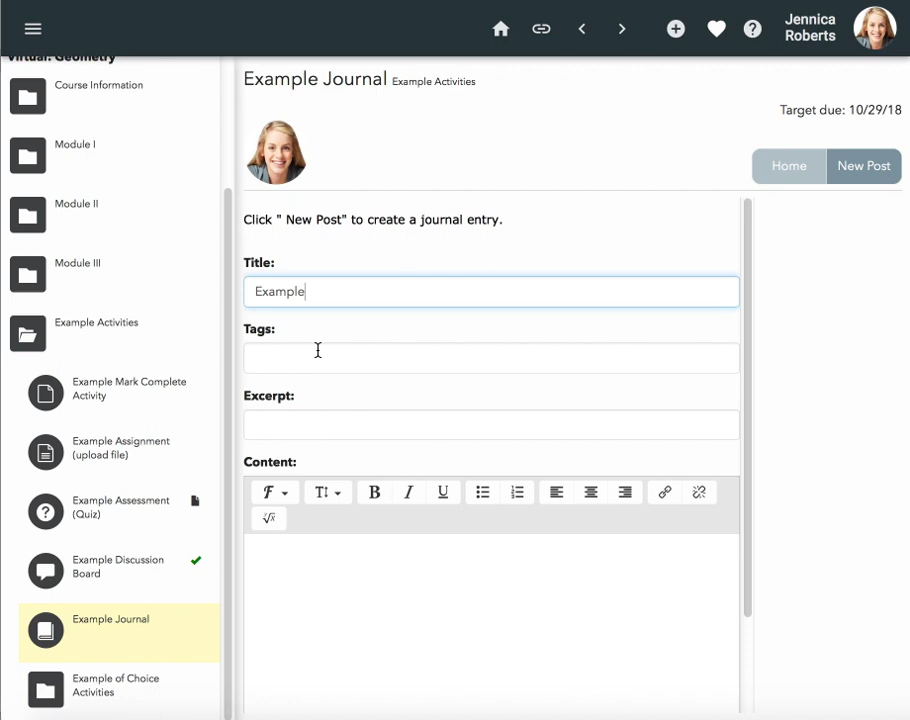 Jennica
Roberts
Virtual: Geometry
Course Information
Module I
Module II
Module III
Example Activities
Example Mark Complete
Activity
Example Assignment
(upload file)
Example Assessment
(Quiz)
Example Discussion
Board
Example Journal
Example of Choice
Activities
Example Journal Example Activities
Target due: 10/29/18
Home New Post
Click " New Post" to create a journal entry.
Title:
Example
Tags:
Excerpt:
Content:
F T B I U
√x